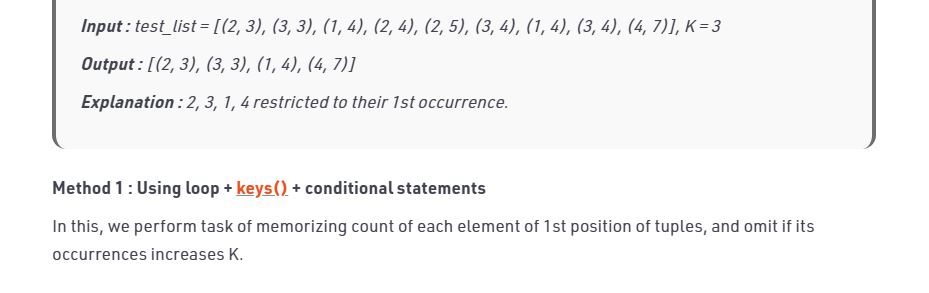 Input : test_list = [(2, 3), (3, 3), (1, 4), (2, 4), (2, 5), (3, 4), (1, 4), (3, 4), (4, 7)], K = 3
Output : [(2, 3), (3, 3), (1, 4), (4, 7)]
Explanation : 2, 3, 1, 4 restricted to their 1st occurrence.
Method 1 : Using loop + keys() + conditional statements
In this, we perform task of memorizing count of each element of 1st position of tuples, and omit if its
occurrences increases K.